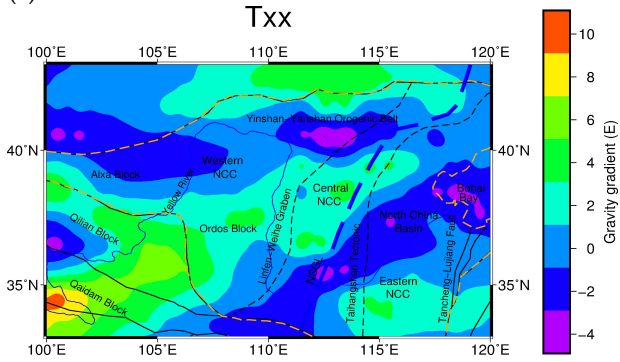 Txx
100°E 105°E 110°E 115°E 120°E
Yinshan-Yanshan Orogenic Belt
40°N 40°N
Western
NCC
Alxa Block
Yellow River
Central
NCC
Bohai
Bay
Qilian Block
Ordos Block
Linfen-Weihe Graben
North China
Basin
NSGL
Taihangshan Tectonic
Tancheng-Lujiang Fault
35°N 35°N
Qaidam Block
Eastern
NCC
100°E 105°E 110°E 115°E 120°E
10
8
6
4
2
0
−2
−4
Gravity gradient (E)